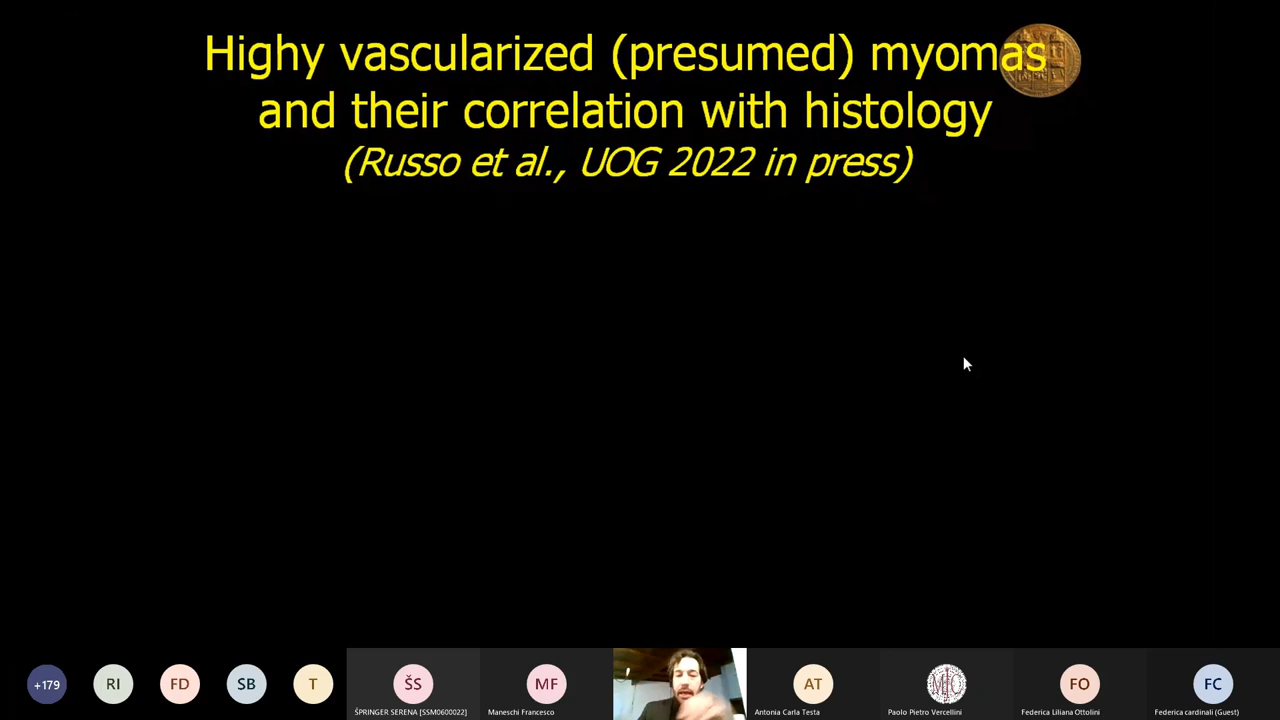 Highy vascularized (presumed) myomas
and their correlation with histology
(Russo et al., UOG 2022 in press)
+179
RI
FD
SB
T
ŠS
MF
AT
FO
FC
ŠPRINGER SERENA [SSM0600022]
Maneschi Francesco
Antonia Carla Testa
Paolo Pietro Vercellini
Federica Liliana Ottolini
Federica cardinali (Guest)